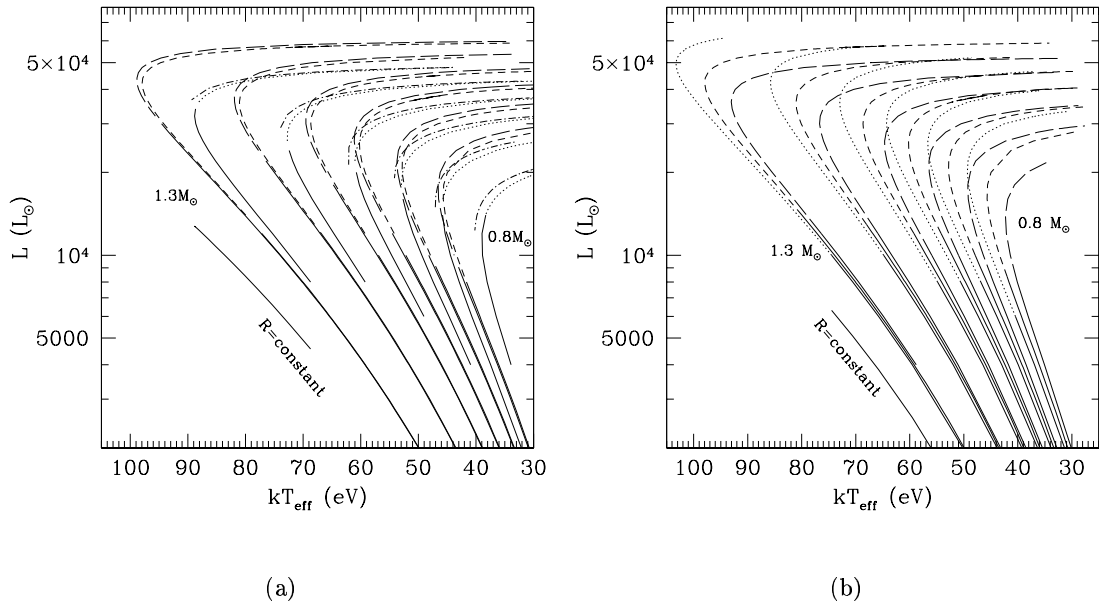 5×10⁴
10⁴
5000
L (L☉)
1.3M☉
0.8M☉
R=constant
100 90 80 70 60 50 40 30
kT_eff (eV)
(a)
5×10⁴
10⁴
5000
L (L☉)
1.3 M☉
0.8 M☉
R=constant
100 90 80 70 60 50 40 30
kT_eff (eV)
(b)